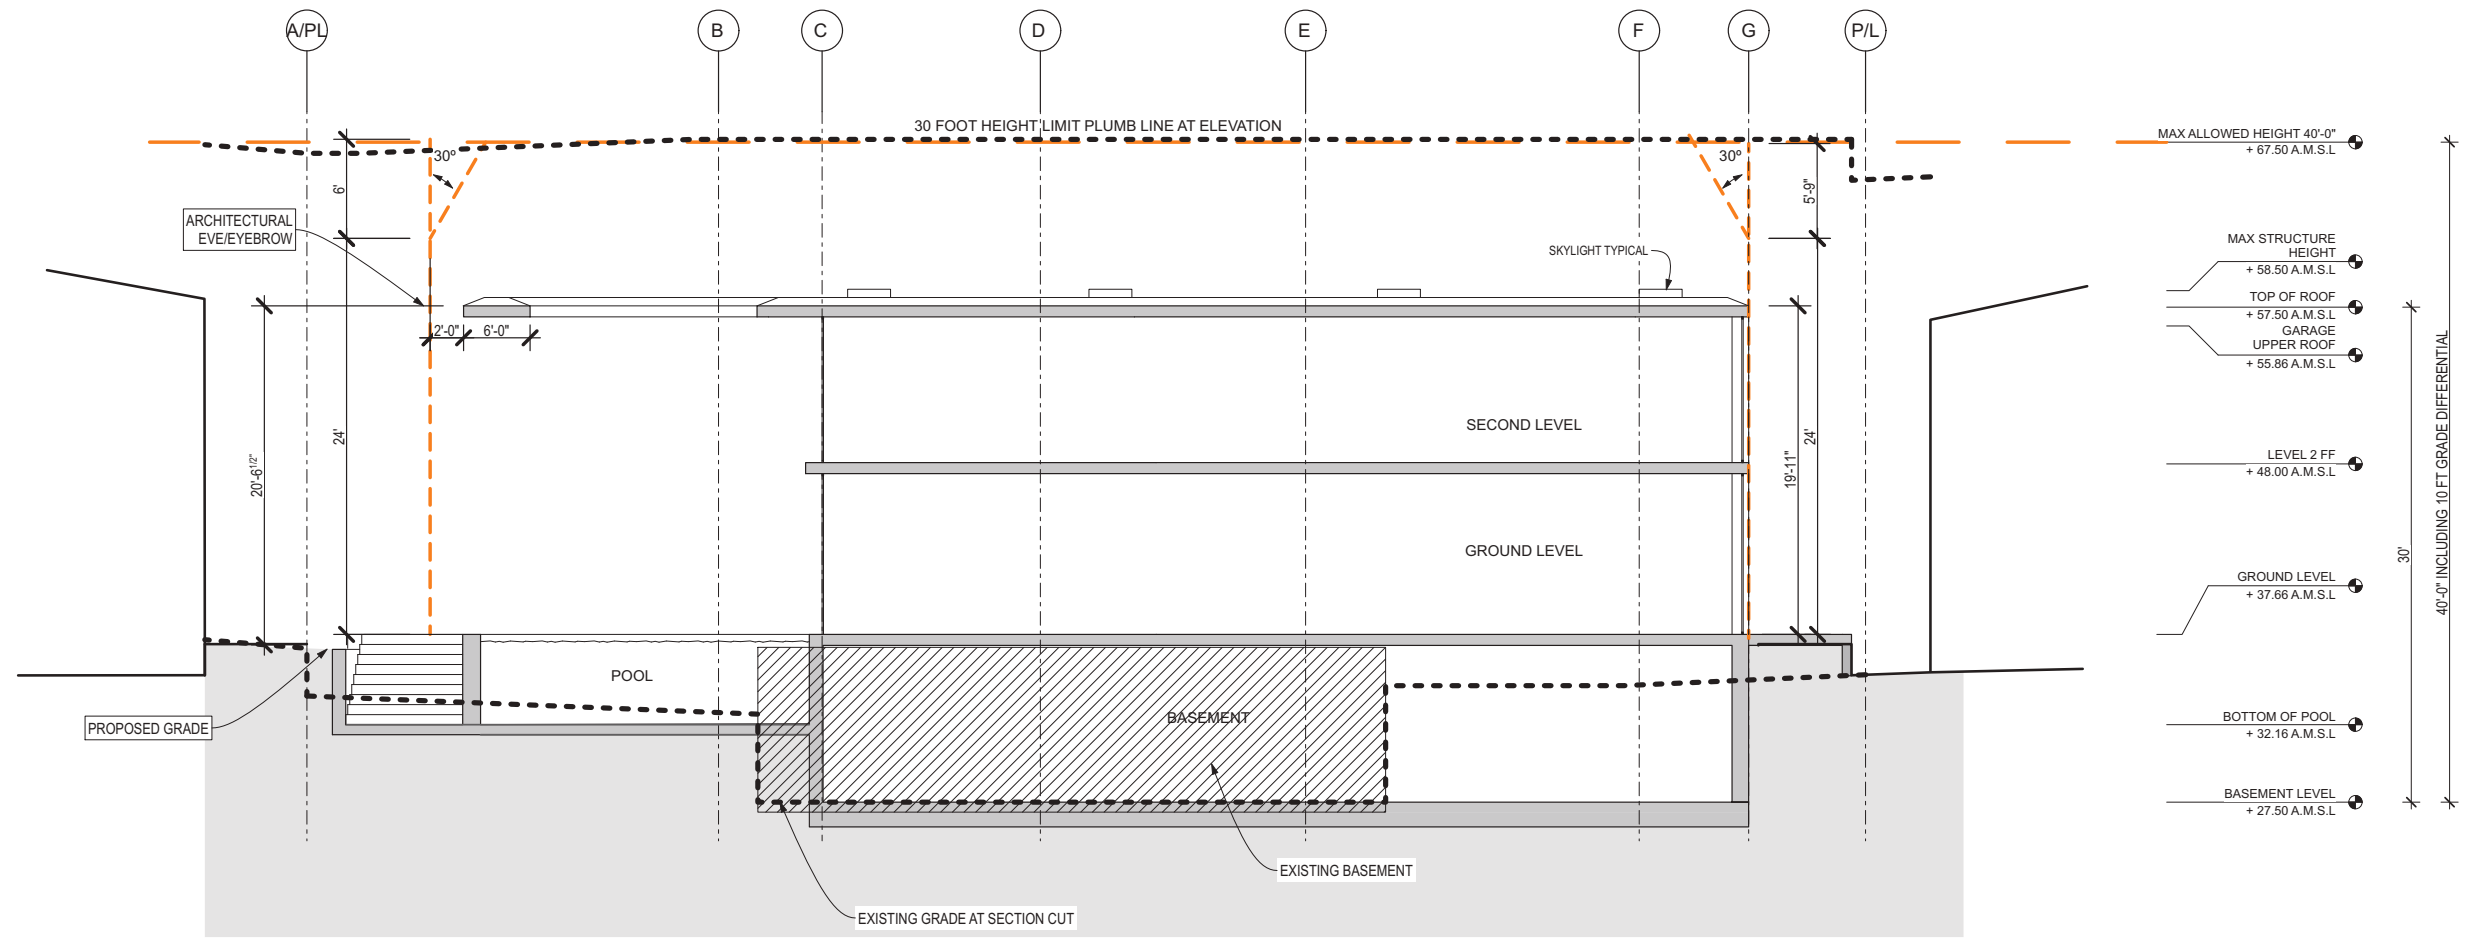 A/PL
B
C
D
E
F
G
P/L
30 FOOT HEIGHT LIMIT PLUMB LINE AT ELEVATION
30º
30º
6'
5'-9"
ARCHITECTURAL
EVE/EYEBROW
SKYLIGHT TYPICAL
2'-0"
6'-0"
24'
20'-6 1/2"
SECOND LEVEL
GROUND LEVEL
24'
19'-11"
POOL
BASEMENT
PROPOSED GRADE
EXISTING BASEMENT
EXISTING GRADE AT SECTION CUT
MAX ALLOWED HEIGHT 40'-0"
+ 67.50 A.M.S.L
MAX STRUCTURE
HEIGHT
+ 58.50 A.M.S.L
TOP OF ROOF
+ 57.50 A.M.S.L
GARAGE
UPPER ROOF
+ 55.86 A.M.S.L
LEVEL 2 FF
+ 48.00 A.M.S.L
GROUND LEVEL
+ 37.66 A.M.S.L
BOTTOM OF POOL
+ 32.16 A.M.S.L
BASEMENT LEVEL
+ 27.50 A.M.S.L
30'
40'-0" INCLUDING 10 FT GRADE DIFFERENTIAL